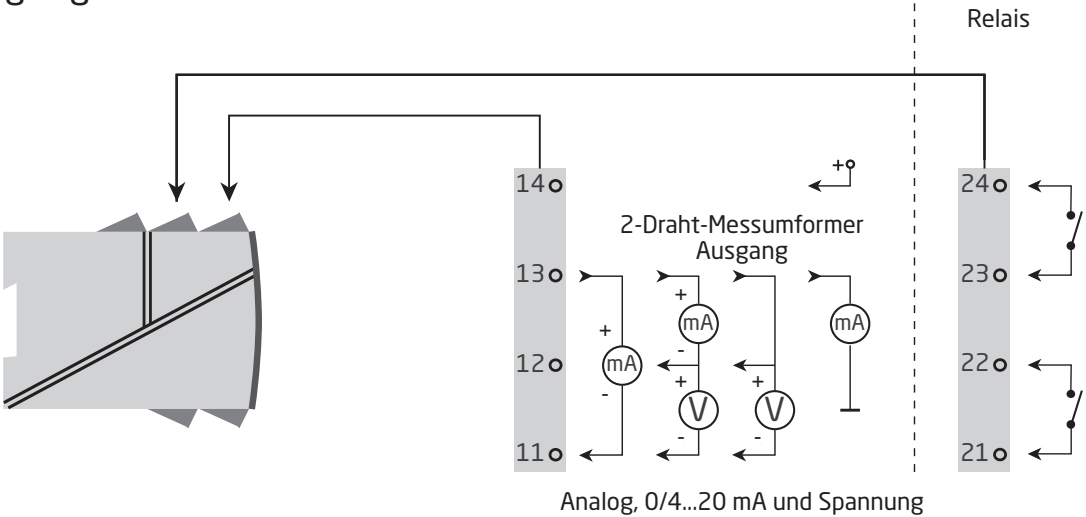 Relais
14
24
+
2-Draht-Messumformer
Ausgang
13
23
+
+
mA
mA
-
12
mA
22
+
+
-
V
V
-
-
11
21
Analog, 0/4...20 mA und Spannung